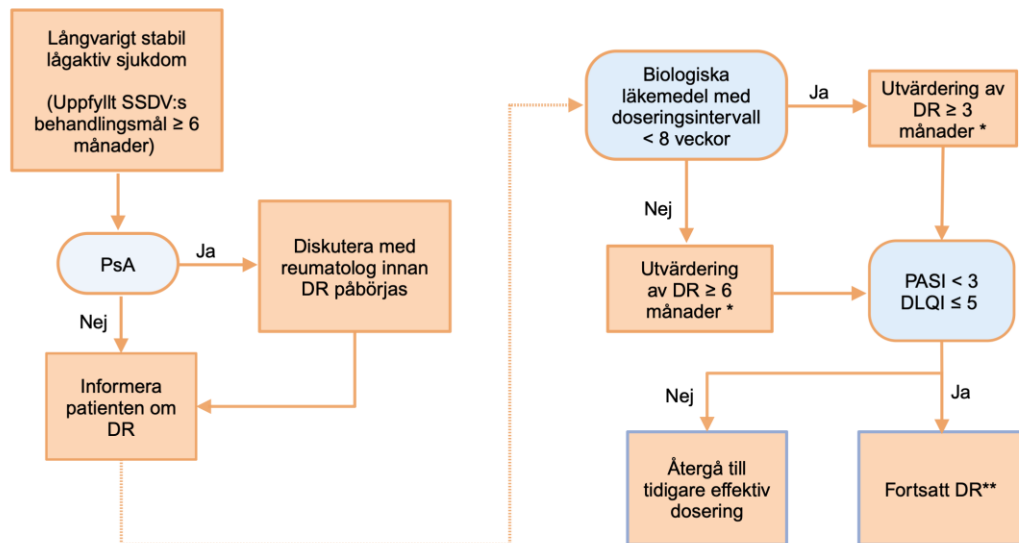 Långvarigt stabil
lågaktiv sjukdom
(Uppfyllt SSDV:s
behandlingsmål ≥ 6
månader)
PsA
Ja
Diskutera med
reumatolog innan
DR påbörjas
Nej
Informera
patienten om
DR
Biologiska
läkemedel med
doseringsintervall
< 8 veckor
Ja
Utvärdering av
DR ≥ 3
månader *
Nej
Utvärdering
av DR ≥ 6
månader *
PASI < 3
DLQI ≤ 5
Nej
Ja
Återgå till
tidigare effektiv
dosering
Fortsatt DR**